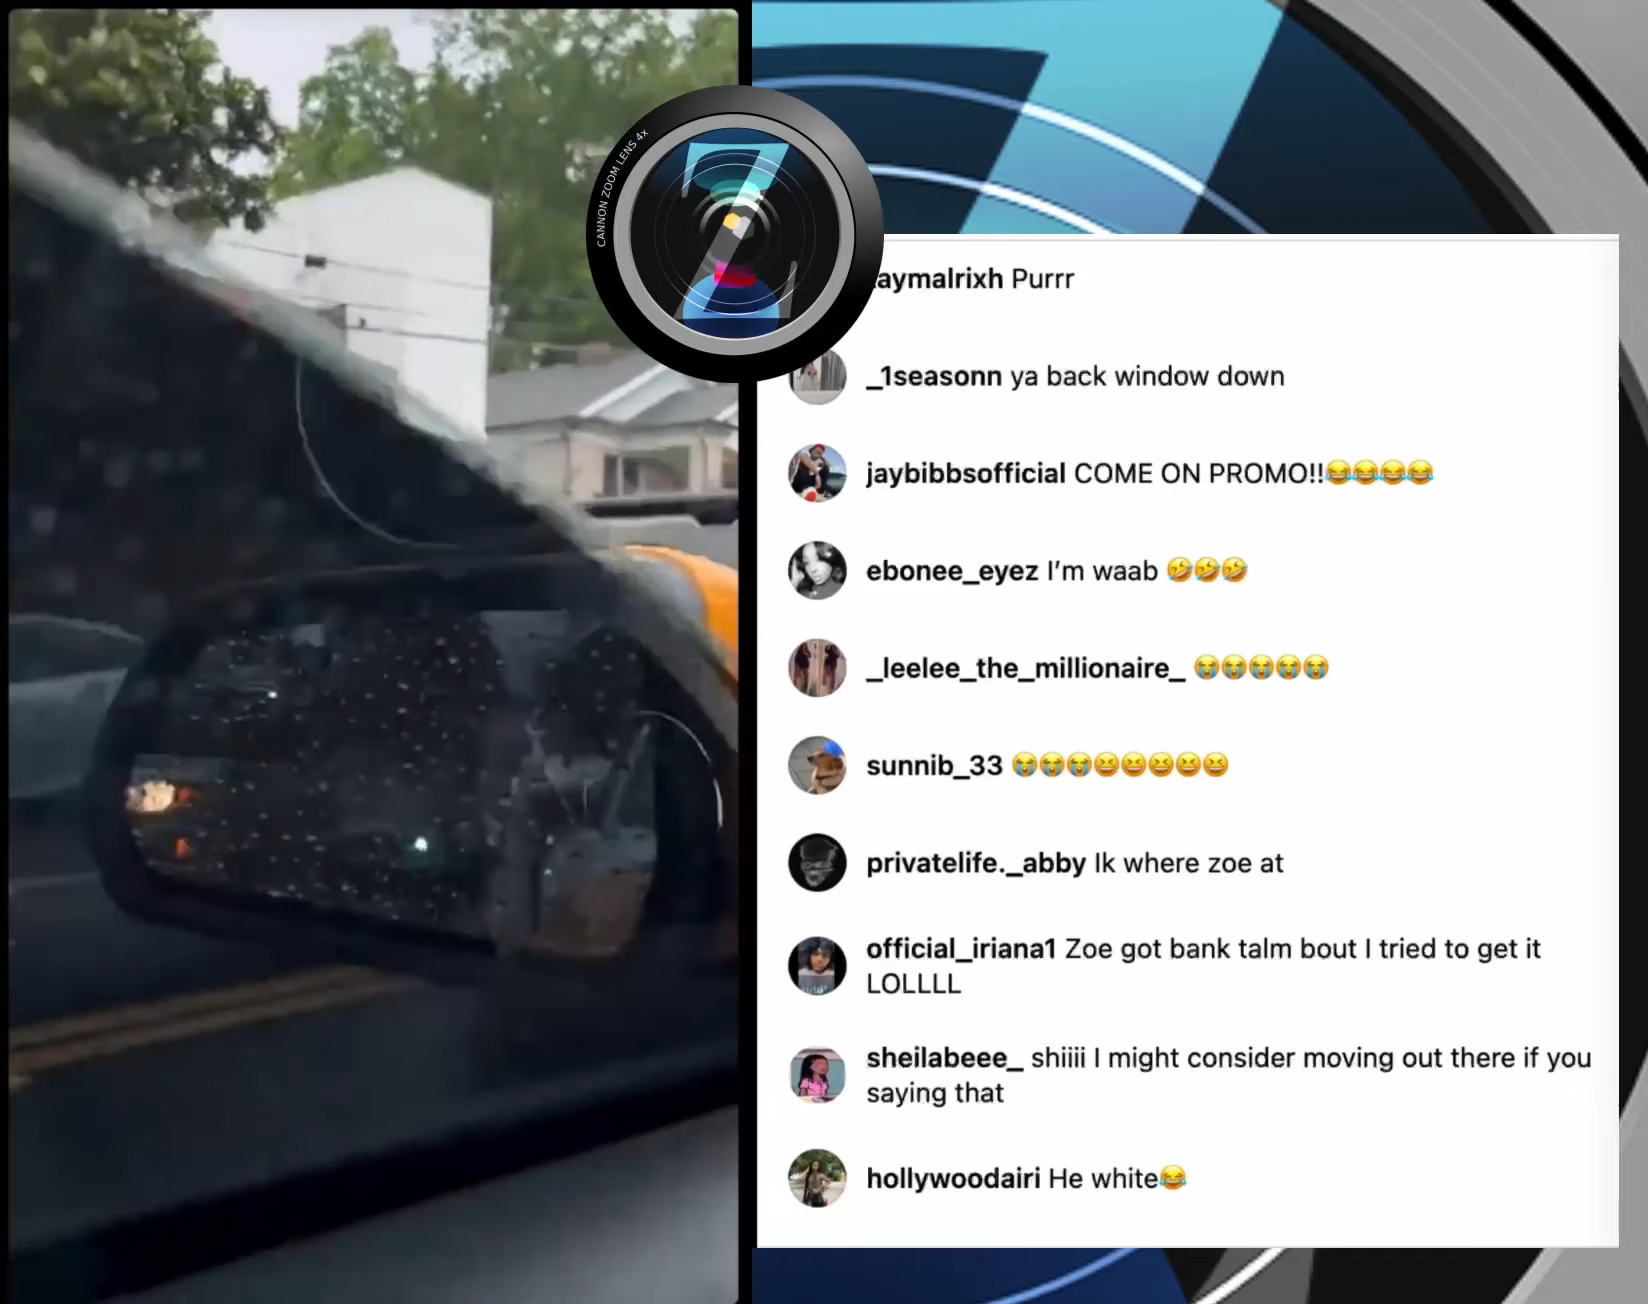 CANNON ZOOM LENS 4x
aymalrixh Purrr
_1seasonn ya back window down
jaybibbsofficial COME ON PROMO!!😂😂😂😂
ebonee_eyez I’m waab 🤣🤣🤣
_leelee_the_millionaire_ 😭😭😭😭😭
sunnib_33 😭😭😭😆😆😆😆😆
privatelife._abby Ik where zoe at
official_iriana1 Zoe got bank talm bout I tried to get it
LOLLLL
sheilabeee_ shiiii I might consider moving out there if you
saying that
hollywoodairi He white😂